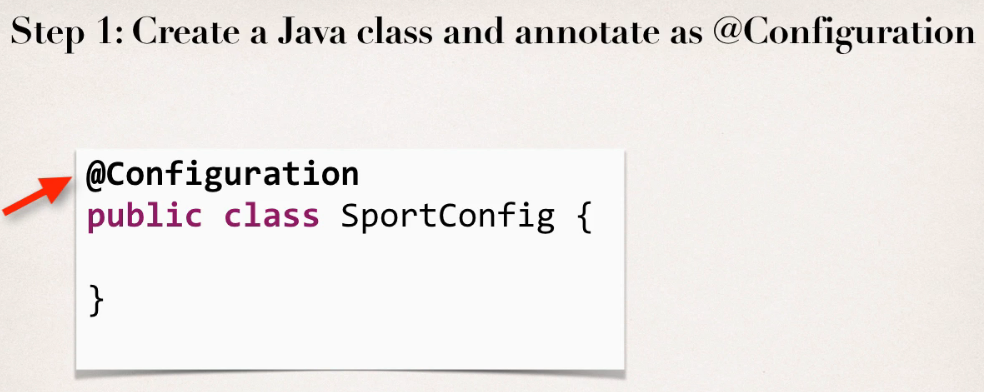 Step 1: Create a Java class and annotate as @Configuration
@Configuration
public class SportConfig {
}